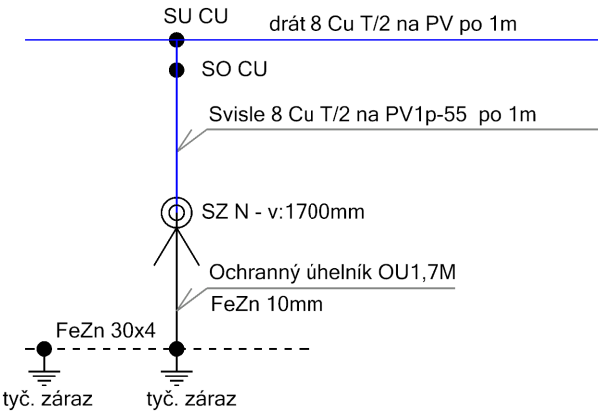 SU CU
drát 8 Cu T/2 na PV po 1m
SO CU
Svisle 8 Cu T/2 na PV1p-55 po 1m
SZ N - v:1700mm
Ochranný úhelník OU1,7M
FeZn 10mm
FeZn 30x4
tyč. záraz
tyč. záraz